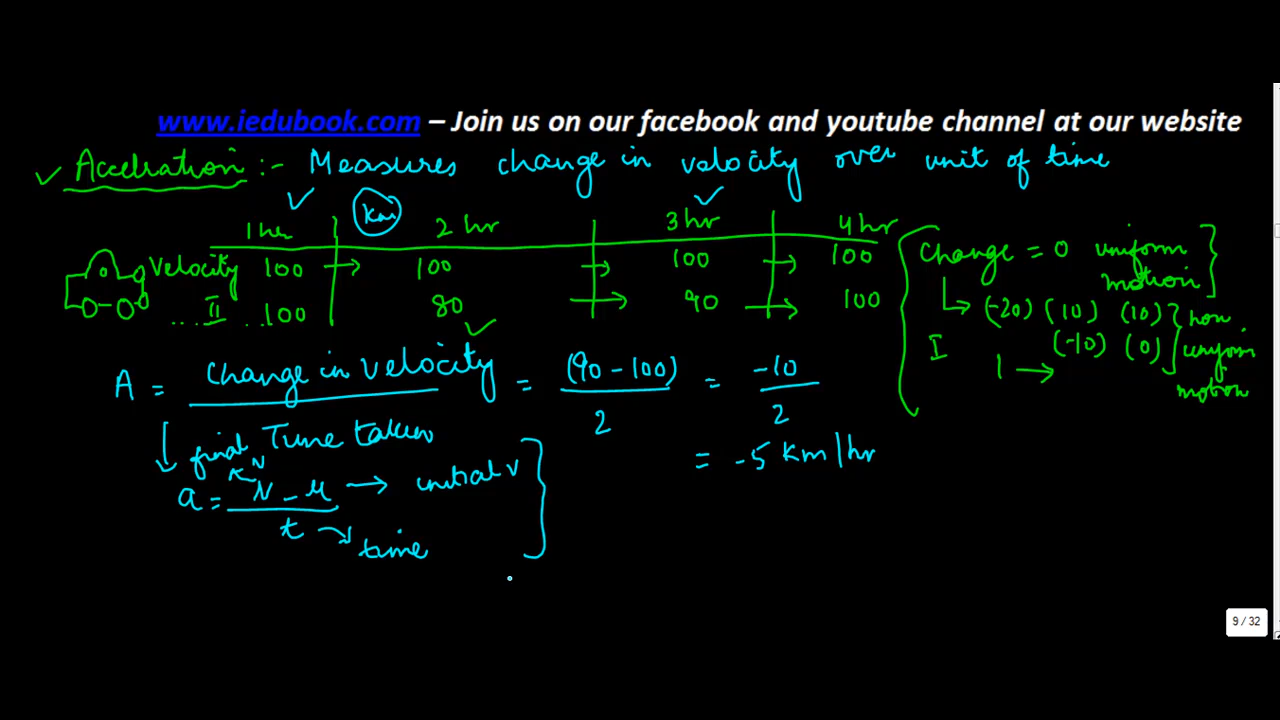 www.iedubook.com – Join us on our facebook and youtube channel at our website
Accelration :- Measures change in velocity over unit of time
km
1 hr 2 hr 3 hr 4 hr
Velocity 100 → 100 → 100 → 100
.... II .. 100 80 → 90 → 100
Change = 0 uniform motion
(-20) (10) (10) non uniform motion
I 1 → (-10) (0)
A = Change in velocity = (90 - 100) = -10
Time taken 2 2
= -5 km/hr
final v
a = v - u → initial v
t → time
9 / 32